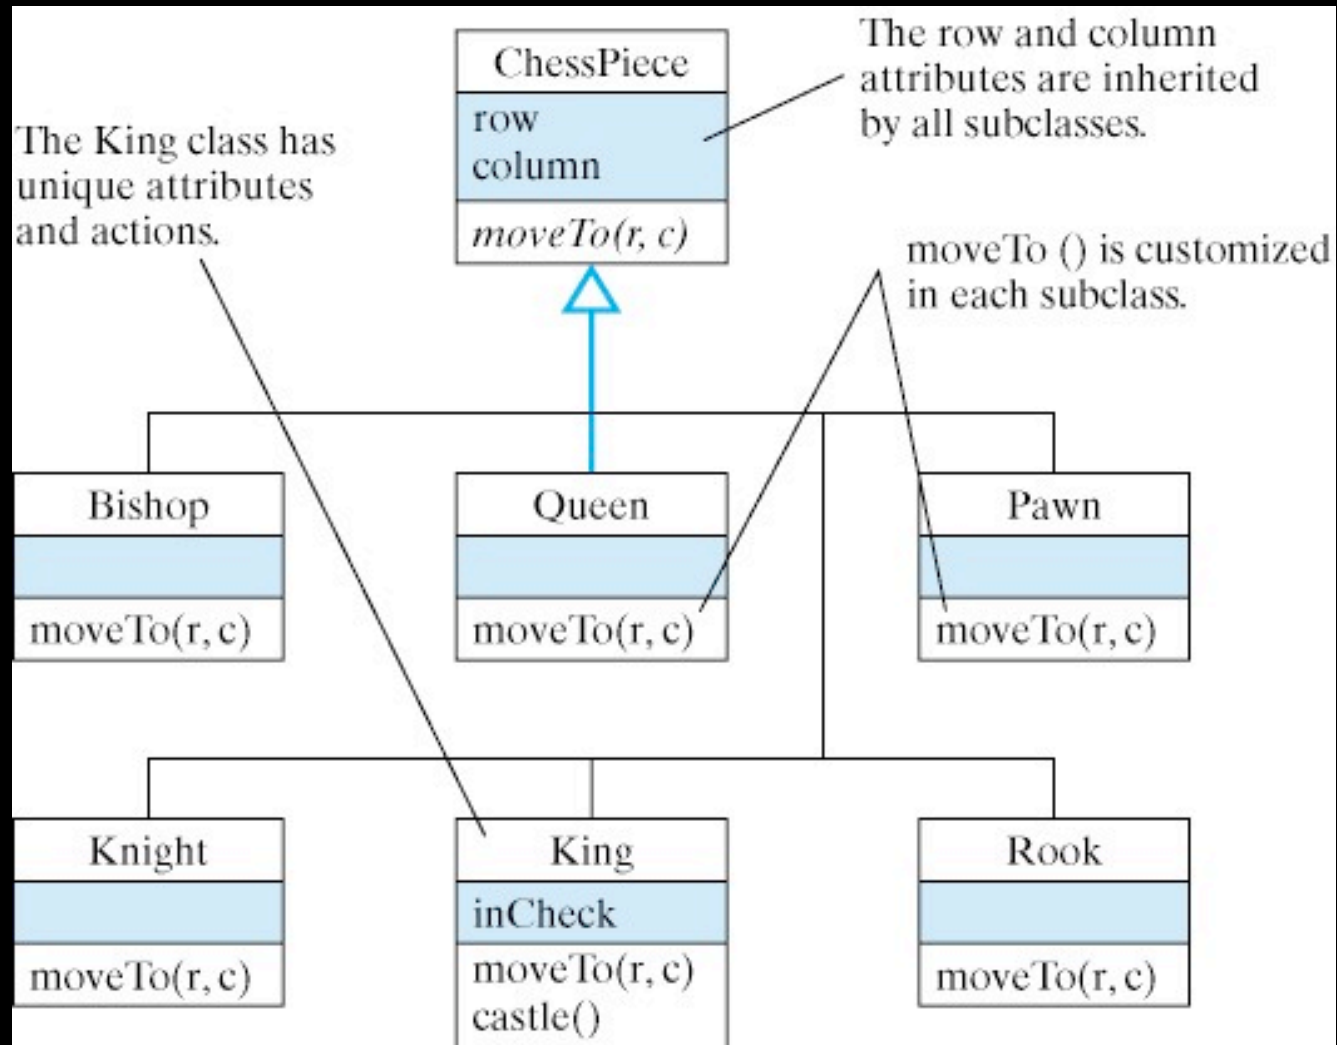 ChessPiece
row
column
moveTo(r, c)
The row and column
attributes are inherited
by all subclasses.
The King class has
unique attributes
and actions.
moveTo () is customized
in each subclass.
Bishop
moveTo(r, c)
Queen
moveTo(r, c)
Pawn
moveTo(r, c)
Knight
moveTo(r, c)
King
inCheck
moveTo(r, c)
castle()
Rook
moveTo(r, c)